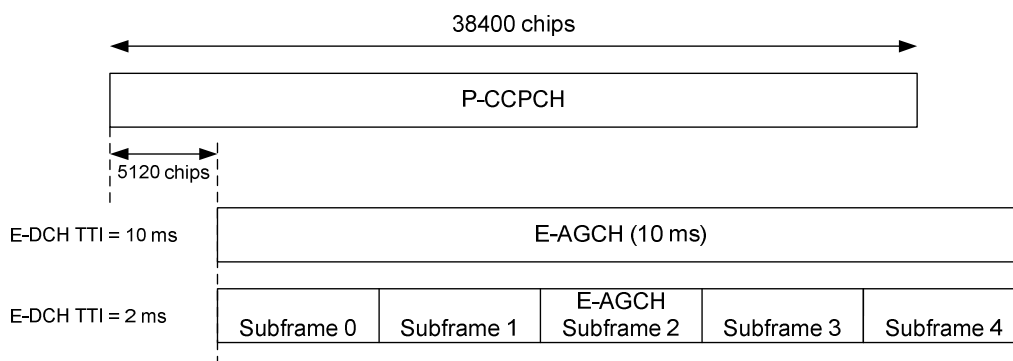 38400 chips
P-CCPCH
5120 chips
E-DCH TTI = 10 ms
E-AGCH (10 ms)
E-DCH TTI = 2 ms
E-AGCH
Subframe 0
Subframe 1
Subframe 2
Subframe 3
Subframe 4